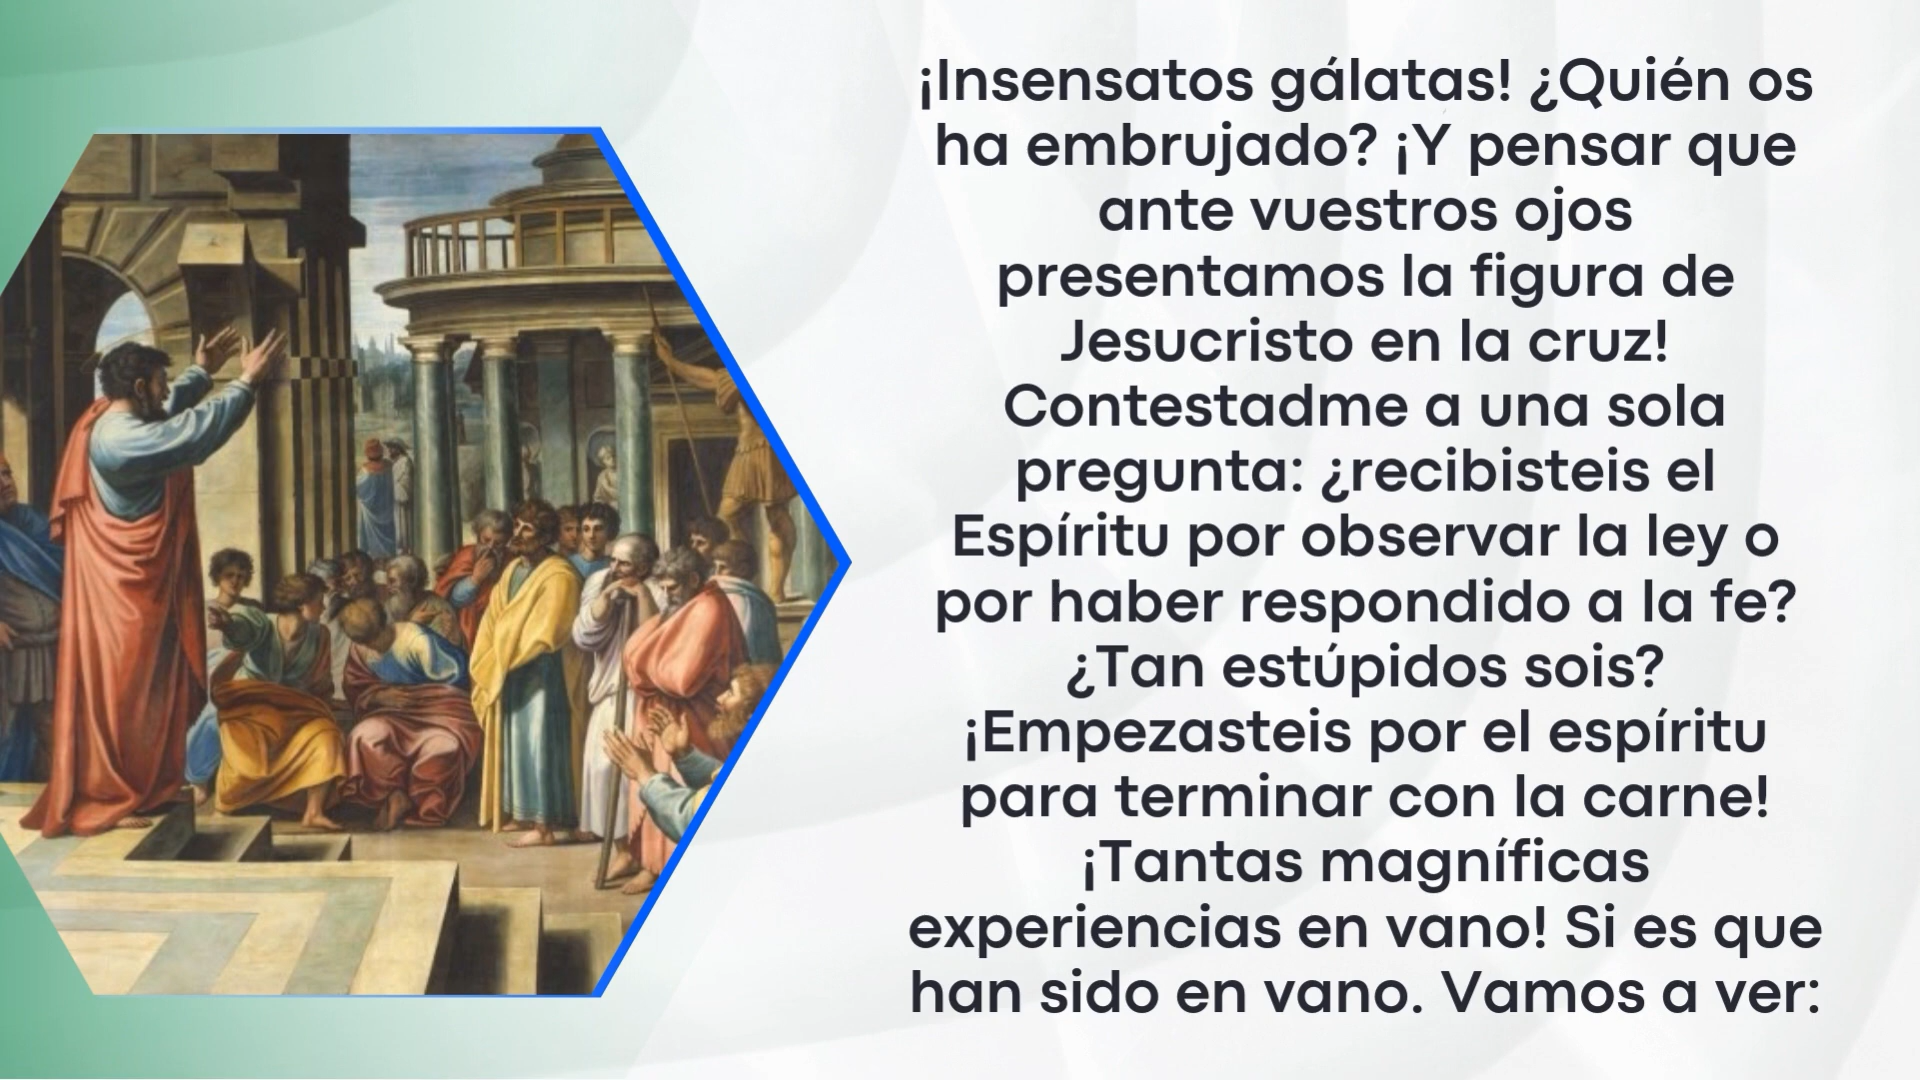 ¡Insensatos gálatas! ¿Quién os
ha embrujado? ¡Y pensar que
ante vuestros ojos
presentamos la figura de
Jesucristo en la cruz!
Contestadme a una sola
pregunta: ¿recibisteis el
Espíritu por observar la ley o
por haber respondido a la fe?
¿Tan estúpidos sois?
¡Empezasteis por el espíritu
para terminar con la carne!
¡Tantas magníficas
experiencias en vano! Si es que
han sido en vano. Vamos a ver: